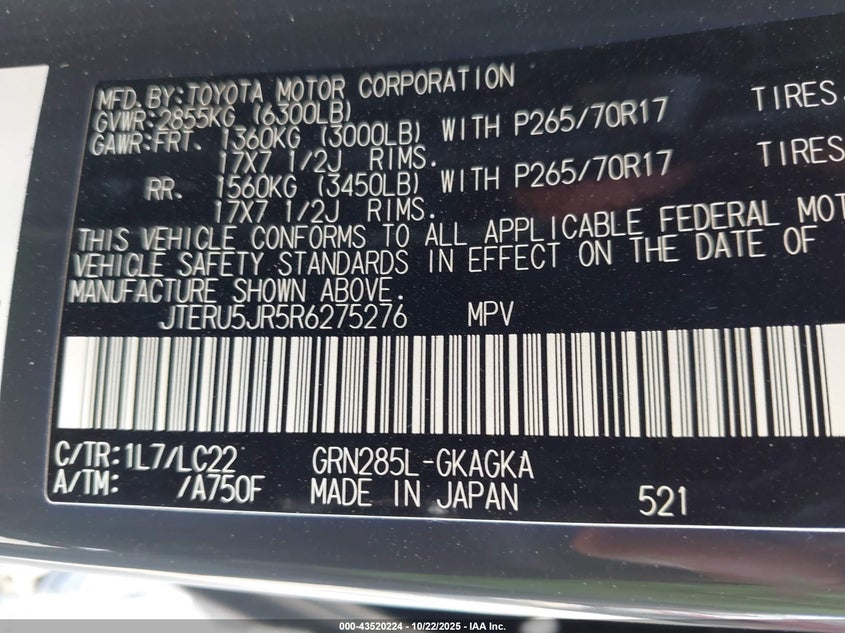 MFD. BY: TOYOTA MOTOR CORPORATION
GVWR: 2855KG (6300LB)
GAWR: FRT. 1360KG (3000LB) WITH P265/70R17 TIRES.
17X7 1/2J RIMS.
RR. 1560KG (3450LB) WITH P265/70R17 TIRES
17X7 1/2J RIMS.
THIS VEHICLE CONFORMS TO ALL APPLICABLE FEDERAL MOT
VEHICLE SAFETY STANDARDS IN EFFECT ON THE DATE OF
MANUFACTURE SHOWN ABOVE.
JTERU5JR5R6275276 MPV
C/TR: 1L7/LC22 GRN285L-GKAGKA
A/TM: /A750F MADE IN JAPAN 521
000-43520224 - 10/22/2025 - IAA Inc.